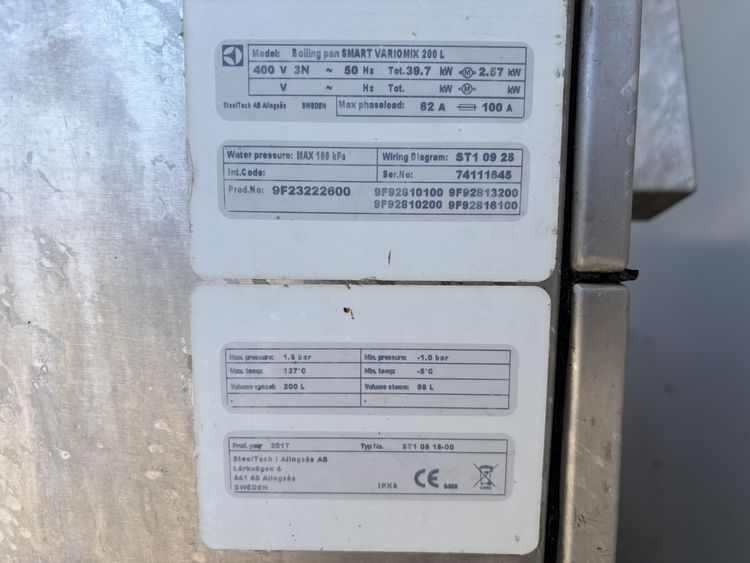 Model: Boiling pan SMART VARIOMIX 200 L
400 V 3N ~ 50 Hz Tot. 39.7 kW M 2.57 kW
V ~ Hz Tot. kW M kW
SteelTech AB Alingsås SWEDEN Max phaseload: 62 A 100 A
Water pressure: MAX kPa Wiring Diagram: ST1 09 25
Int.Code: Ser.No: 74111645
Prod.No: 9F23222600 9F92810100 9F92813200
9F92810200 9F92816100
Max. pressure: 1.5 bar Min. pressure: -1.0 bar
Max. temp: 127°C Min. temp: -5°C
Volume vessel: 200 L Volume steam: L
Prod. year 2017 Typ No. ST1 08 15-00
SteelTech i Alingsås AB
Lärkvägen 4
441 40 Alingsås
SWEDEN IPX5 CE